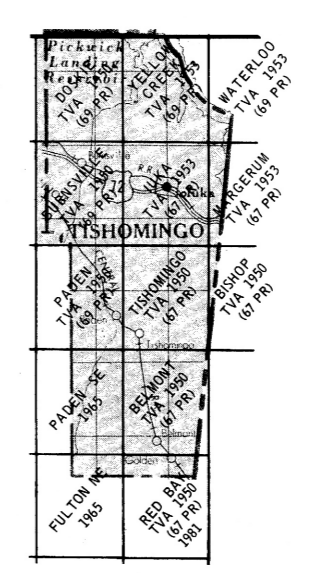 Pickwick
Landing
Reservoir
TVA 1953
(69 PR)
YELLOW
CREEK
TVA 1953
(69 PR)
WATERLOO
TVA 1953
(69 PR)
BURNSVILLE
TVA
(69 PR)
72
R R
IUKA
TVA 1953
(67 PR)
Iuka
MARGERUM
TVA 1953
(67 PR)
TISHOMINGO
CENTRAL
PADEN
TVA 1950
(69 PR)
TISHOMINGO
TVA 1950
(67 PR)
BISHOP
TVA 1950
(67 PR)
Tishomingo
PADEN SE
1965
BELMONT
TVA 1950
(67 PR)
Belmont
Golden
FULTON NE
1965
RED BAY
TVA 1950
(67 PR)
1981